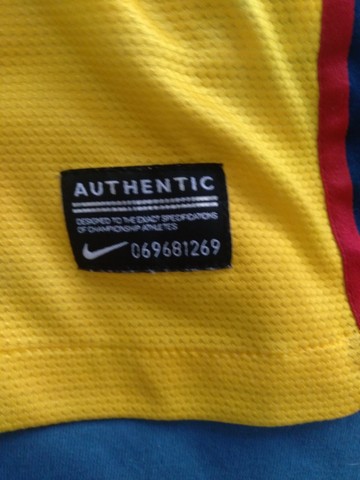 AUTHENTIC
DESIGNED TO THE EXACT SPECIFICATIONS
OF CHAMPIONSHIP ATHLETES
069681269